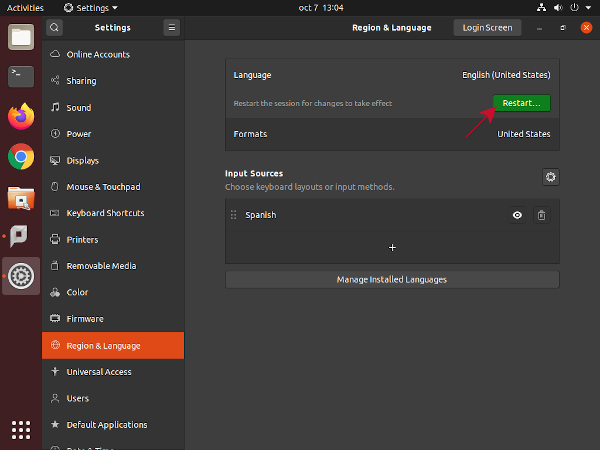 Activities
Settings
oct 7 13:04
Settings
Region & Language
Login Screen
Online Accounts
Sharing
Sound
Power
Displays
Mouse & Touchpad
Keyboard Shortcuts
Printers
Removable Media
Color
Firmware
Region & Language
Universal Access
Users
Default Applications
Date & Time
Language
English (United States)
Restart the session for changes to take effect
Restart…
Formats
United States
Input Sources
Choose keyboard layouts or input methods.
Spanish
Manage Installed Languages